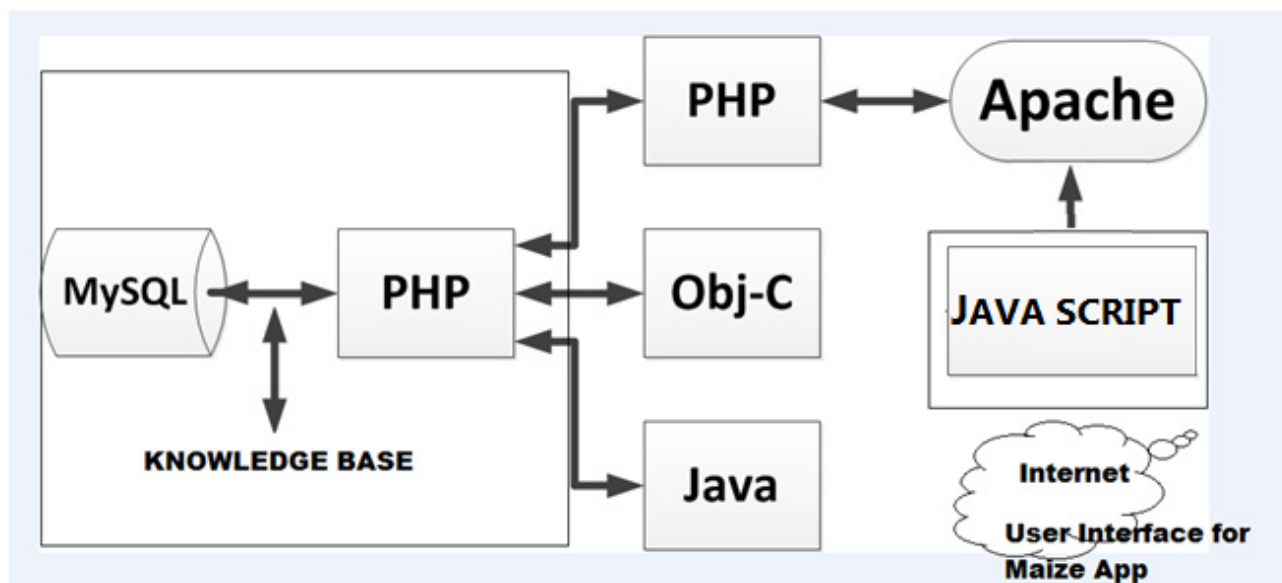 PHP
Apache
MySQL
PHP
Obj-C
JAVA SCRIPT
KNOWLEDGE BASE
Java
Internet
User Interface for
Maize App